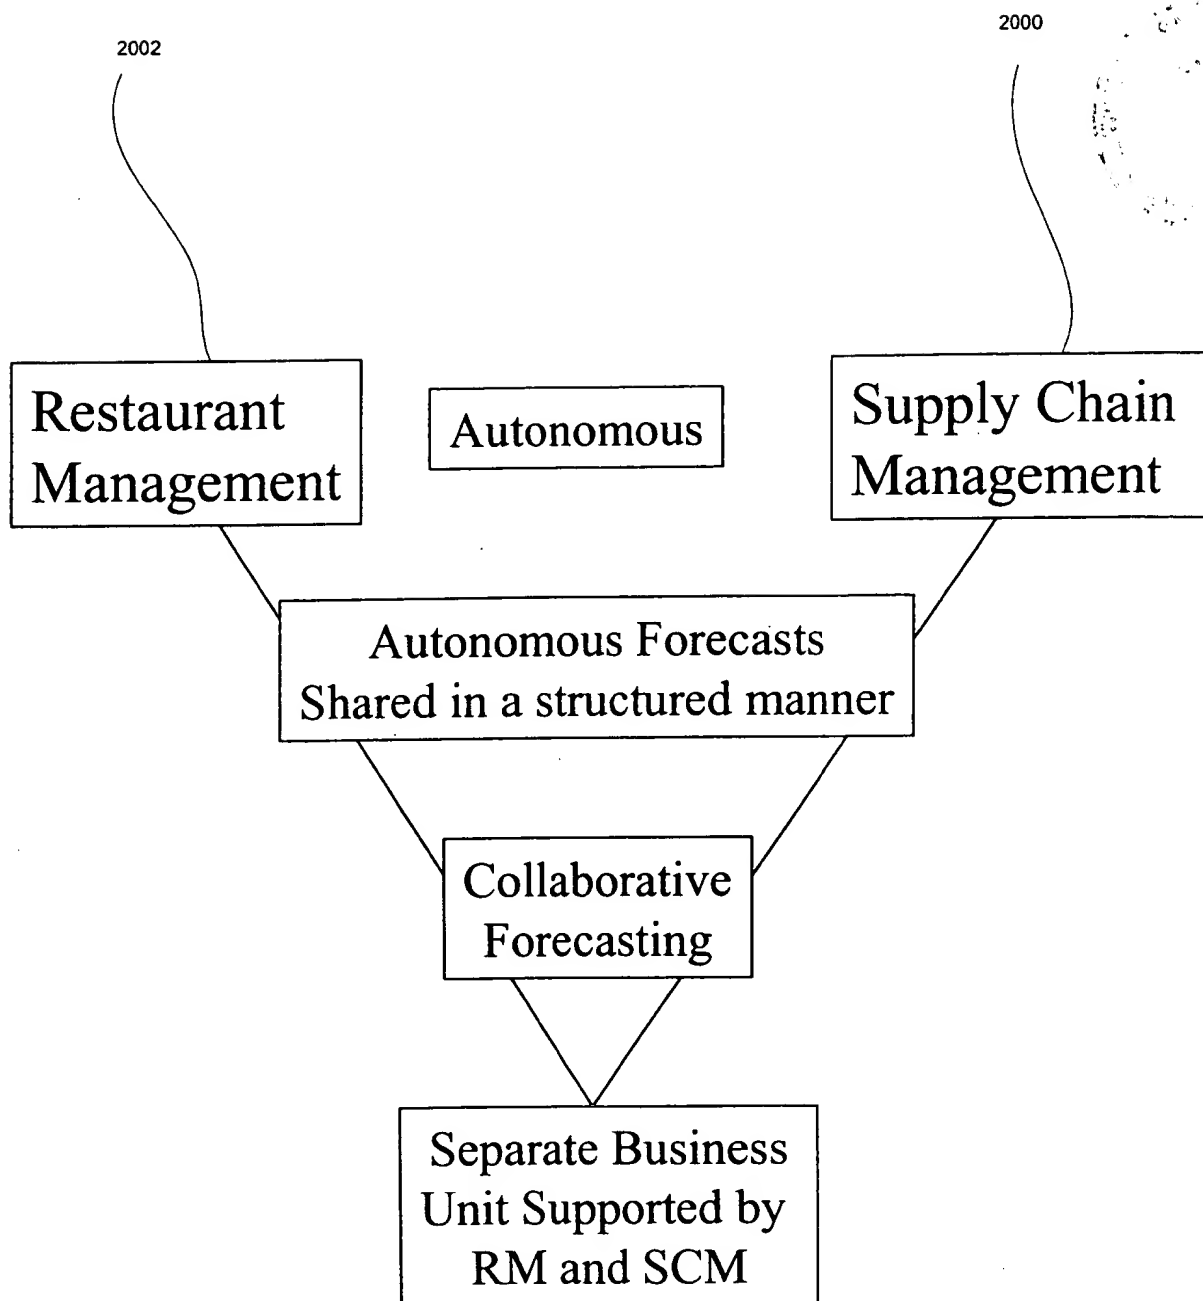 2002
2000
Restaurant
Management
Autonomous
Supply Chain
Management
Autonomous Forecasts
Shared in a structured manner
Collaborative
Forecasting
Separate Business
Unit Supported by
RM and SCM